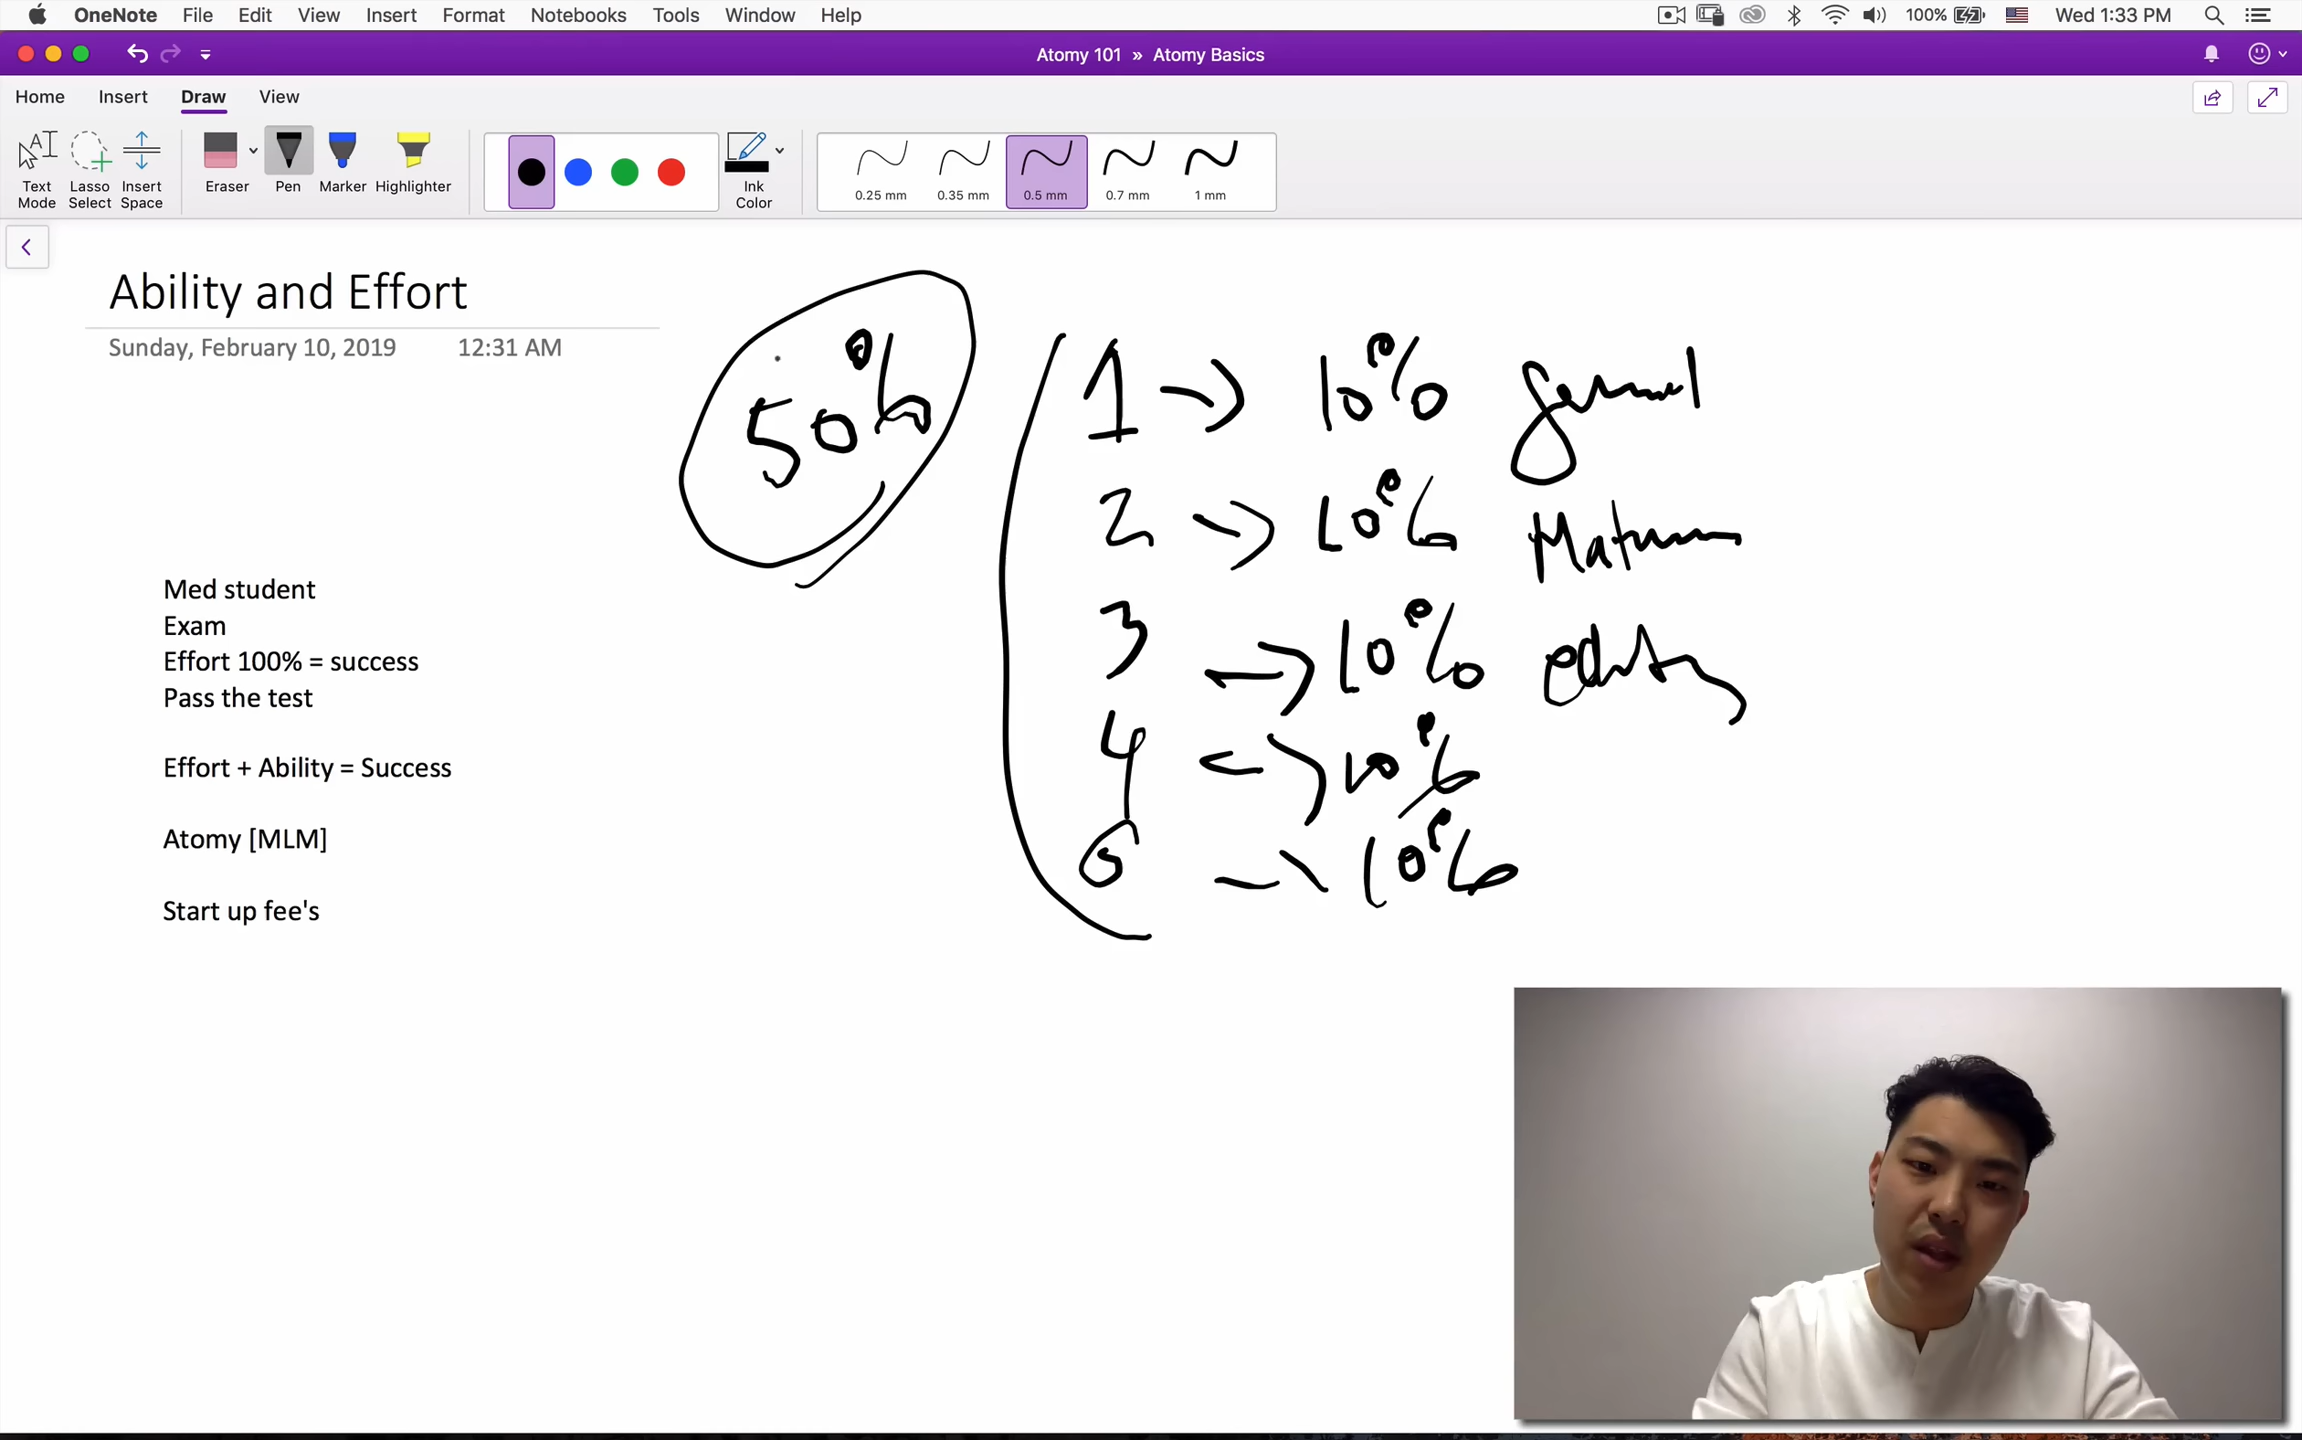 OneNote File Edit View Insert Format Notebooks Tools Window Help 100% Wed 1:33 PM
Atomy 101 » Atomy Basics
Home Insert Draw View
Text Mode Lasso Select Insert Space Eraser Pen Marker Highlighter Ink Color 0.25 mm 0.35 mm 0.5 mm 0.7 mm 1 mm
Ability and Effort
Sunday, February 10, 2019 12:31 AM
Med student
Exam
Effort 100% = success
Pass the test
Effort + Ability = Success
Atomy [MLM]
Start up fee's
50%
1 → 10%
2 → 10%
3 → 10%
4 → 10%
5 → 10%